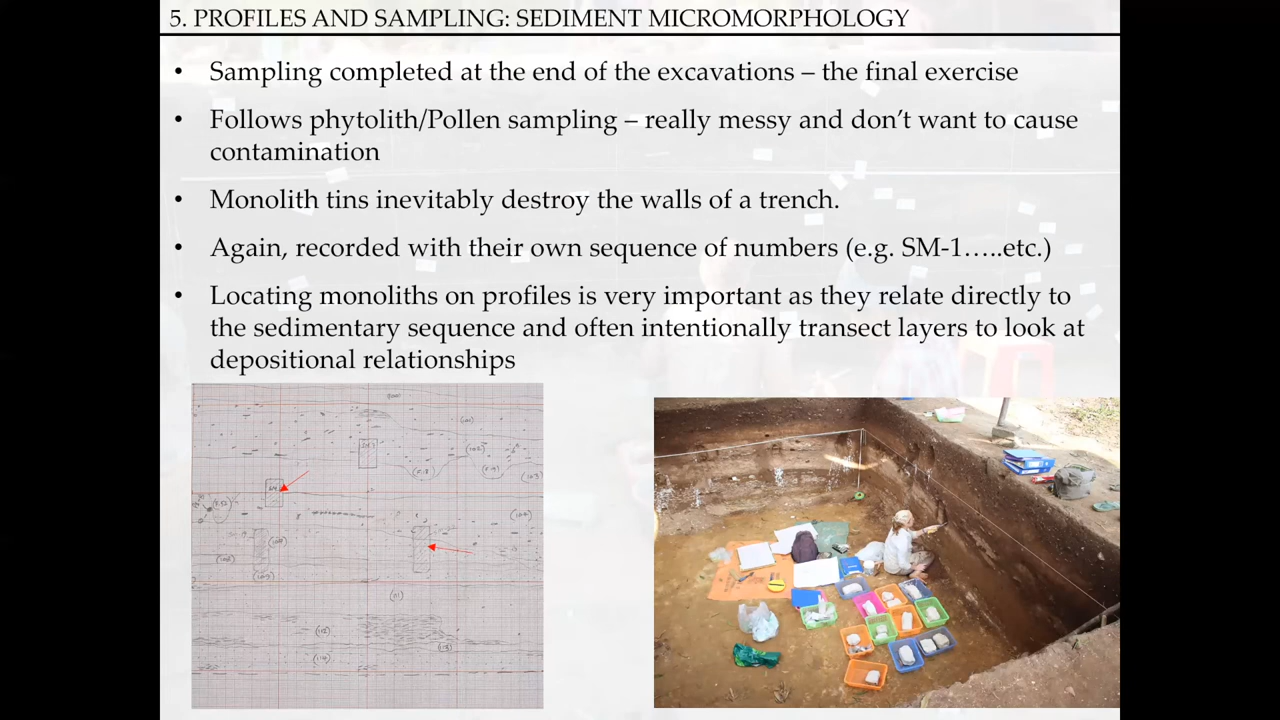 5. PROFILES AND SAMPLING: SEDIMENT MICROMORPHOLOGY
• Sampling completed at the end of the excavations – the final exercise
• Follows phytolith/Pollen sampling – really messy and don’t want to cause
contamination
• Monolith tins inevitably destroy the walls of a trench.
• Again, recorded with their own sequence of numbers (e.g. SM-1…..etc.)
• Locating monoliths on profiles is very important as they relate directly to
the sedimentary sequence and often intentionally transect layers to look at
depositional relationships